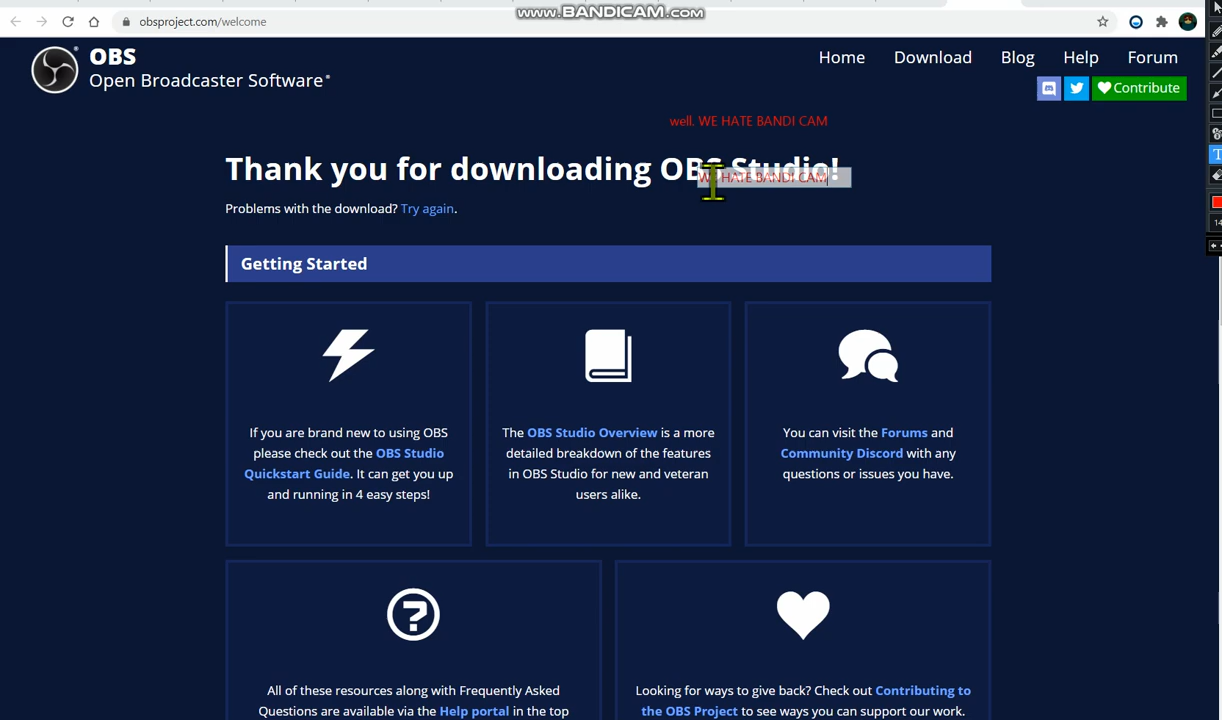 www.BANDICAM.com
obsproject.com/welcome
OBS
Open Broadcaster Software®
Home Download Blog Help Forum
Contribute
well. WE HATE BANDI CAM
Thank you for downloading OBS Studio!
WE HATE BANDI CAM
Problems with the download? Try again.
Getting Started
If you are brand new to using OBS
please check out the OBS Studio
Quickstart Guide. It can get you up
and running in 4 easy steps!
The OBS Studio Overview is a more
detailed breakdown of the features
in OBS Studio for new and veteran
users alike.
You can visit the Forums and
Community Discord with any
questions or issues you have.
All of these resources along with Frequently Asked
Questions are available via the Help portal in the top
Looking for ways to give back? Check out Contributing to
the OBS Project to see ways you can support our work.